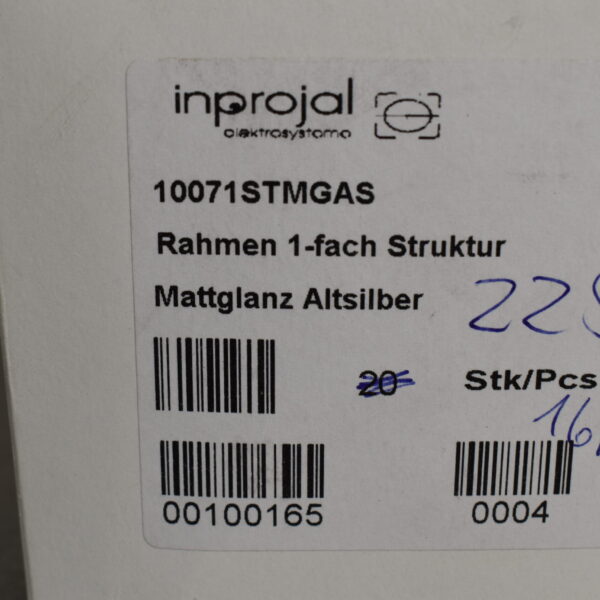 inprojal
elektrosysteme
10071STMGAS
Rahmen 1-fach Struktur
Mattglanz Altsilber
20 Stk/Pcs
00100165
0004